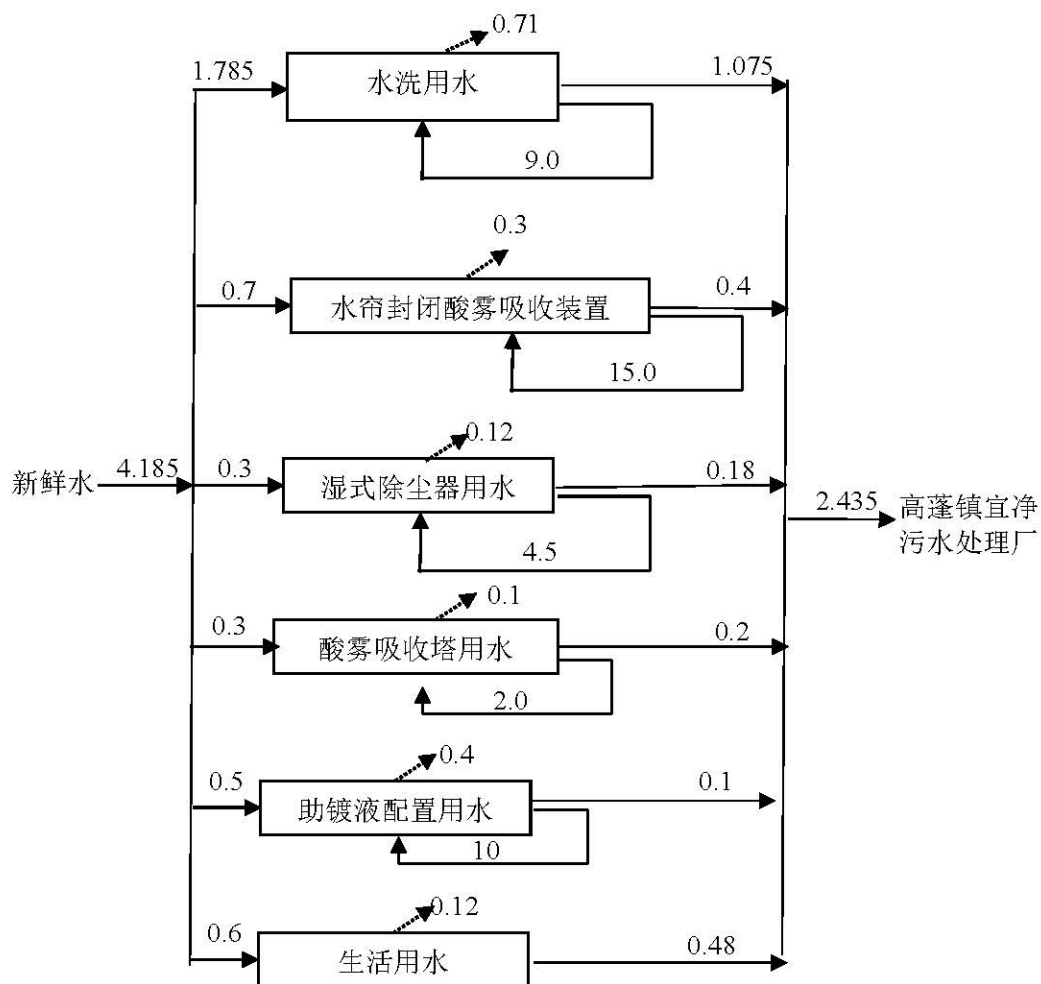 0.71
1.785
水洗用水
1.075
9.0
0.3
0.7
水帘封闭酸雾吸收装置
0.4
15.0
0.12
新鲜水
4.185
0.3
湿式除尘器用水
0.18
4.5
2.435
高蓬镇宜净
污水处理厂
0.1
0.3
酸雾吸收塔用水
0.2
2.0
0.4
0.5
助镀液配置用水
0.1
10
0.12
0.6
生活用水
0.48